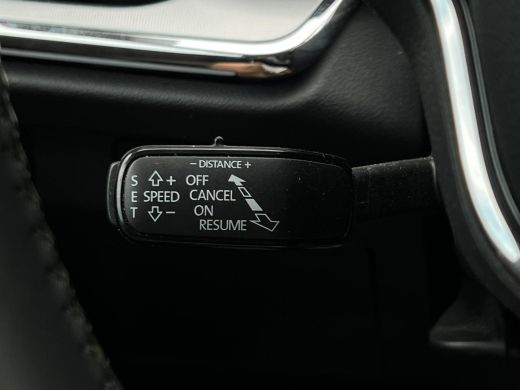 - DISTANCE +
S + OFF
E SPEED CANCEL
T - ON
RESUME